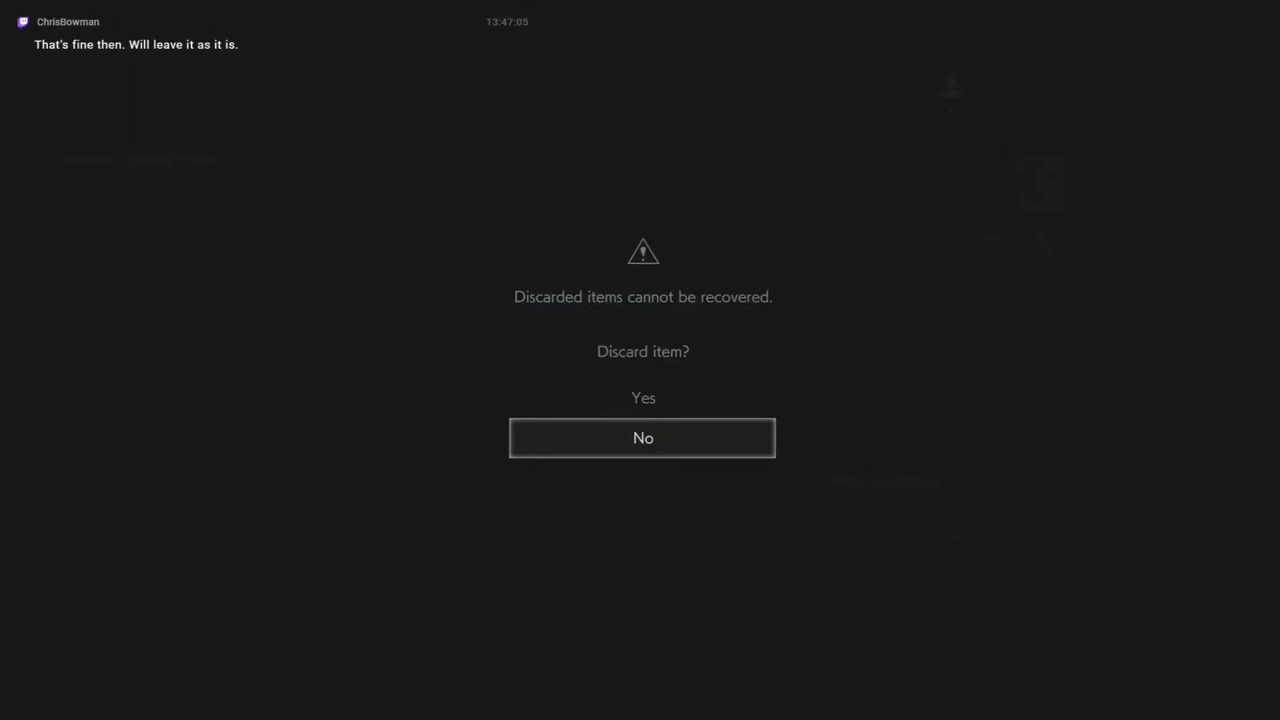 ChrisBowman 13:47:05
That's fine then. Will leave it as it is.
Discarded items cannot be recovered.
Discard item?
Yes
No